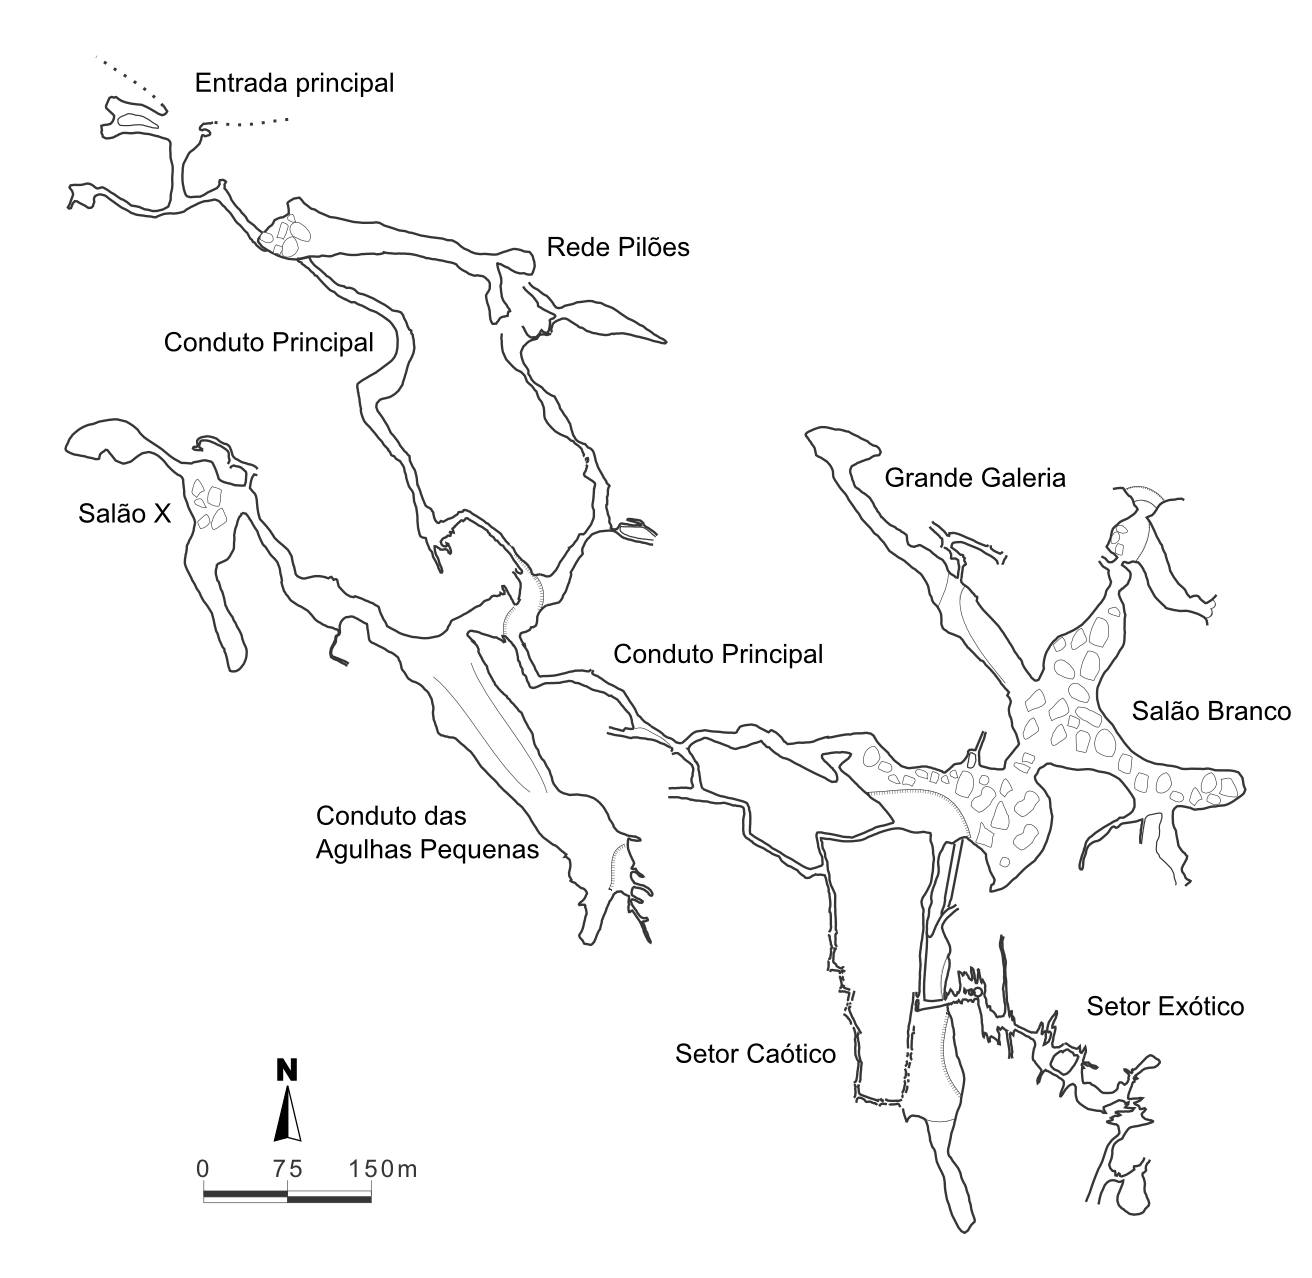 Entrada principal
Rede Pilões
Conduto Principal
Grande Galeria
Salão X
Conduto Principal
Salão Branco
Conduto das
Agulhas Pequenas
Setor Exótico
Setor Caótico
N
0 75 150m